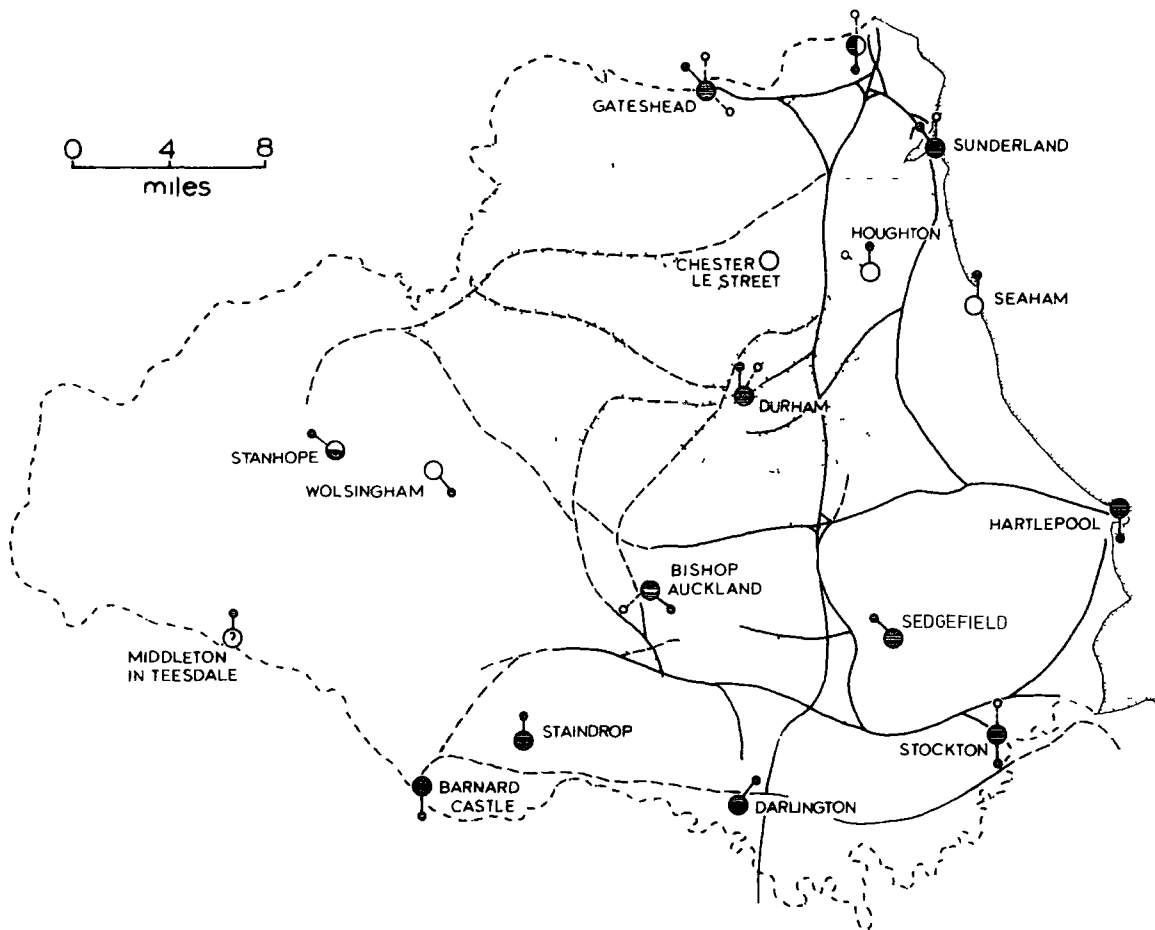 GATESHEAD
0 4 8
miles
SUNDERLAND
HOUGHTON
CHESTER
LE STREET
SEAHAM
DURHAM
STANHOPE
WOLSINGHAM
HARTLEPOOL
BISHOP
AUCKLAND
SEDGEFIELD
?
MIDDLETON
IN TEESDALE
STAINDROP
STOCKTON
BARNARD
CASTLE
DARLINGTON